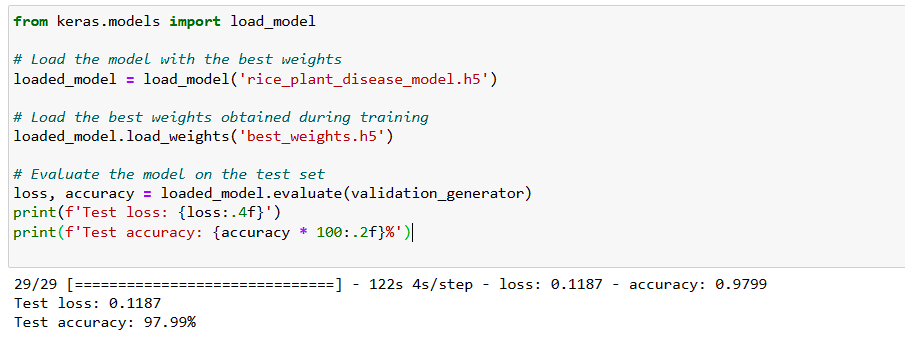 from keras.models import load_model
# Load the model with the best weights
loaded_model = load_model('rice_plant_disease_model.h5')
# Load the best weights obtained during training
loaded_model.load_weights('best_weights.h5')
# Evaluate the model on the test set
loss, accuracy = loaded_model.evaluate(validation_generator)
print(f'Test loss: {loss:.4f}')
print(f'Test accuracy: {accuracy * 100:.2f}%')
29/29 [==============================] - 122s 4s/step - loss: 0.1187 - accuracy: 0.9799
Test loss: 0.1187
Test accuracy: 97.99%